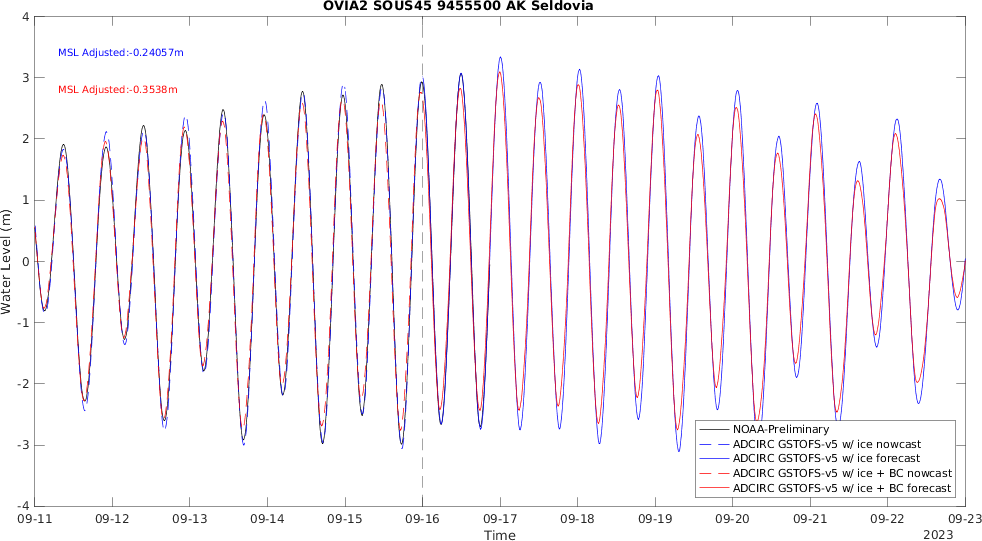 OVIA2 SOUS45 9455500 AK Seldovia
4
3
2
1
0
-1
-2
-3
-4
Water Level (m)
MSL Adjusted:-0.24057m
MSL Adjusted:-0.3538m
NOAA-Preliminary
ADCIRC GSTOFS-v5 w/ ice nowcast
ADCIRC GSTOFS-v5 w/ ice forecast
ADCIRC GSTOFS-v5 w/ ice + BC nowcast
ADCIRC GSTOFS-v5 w/ ice + BC forecast
09-11 09-12 09-13 09-14 09-15 09-16 09-17 09-18 09-19 09-20 09-21 09-22 09-23
Time
2023